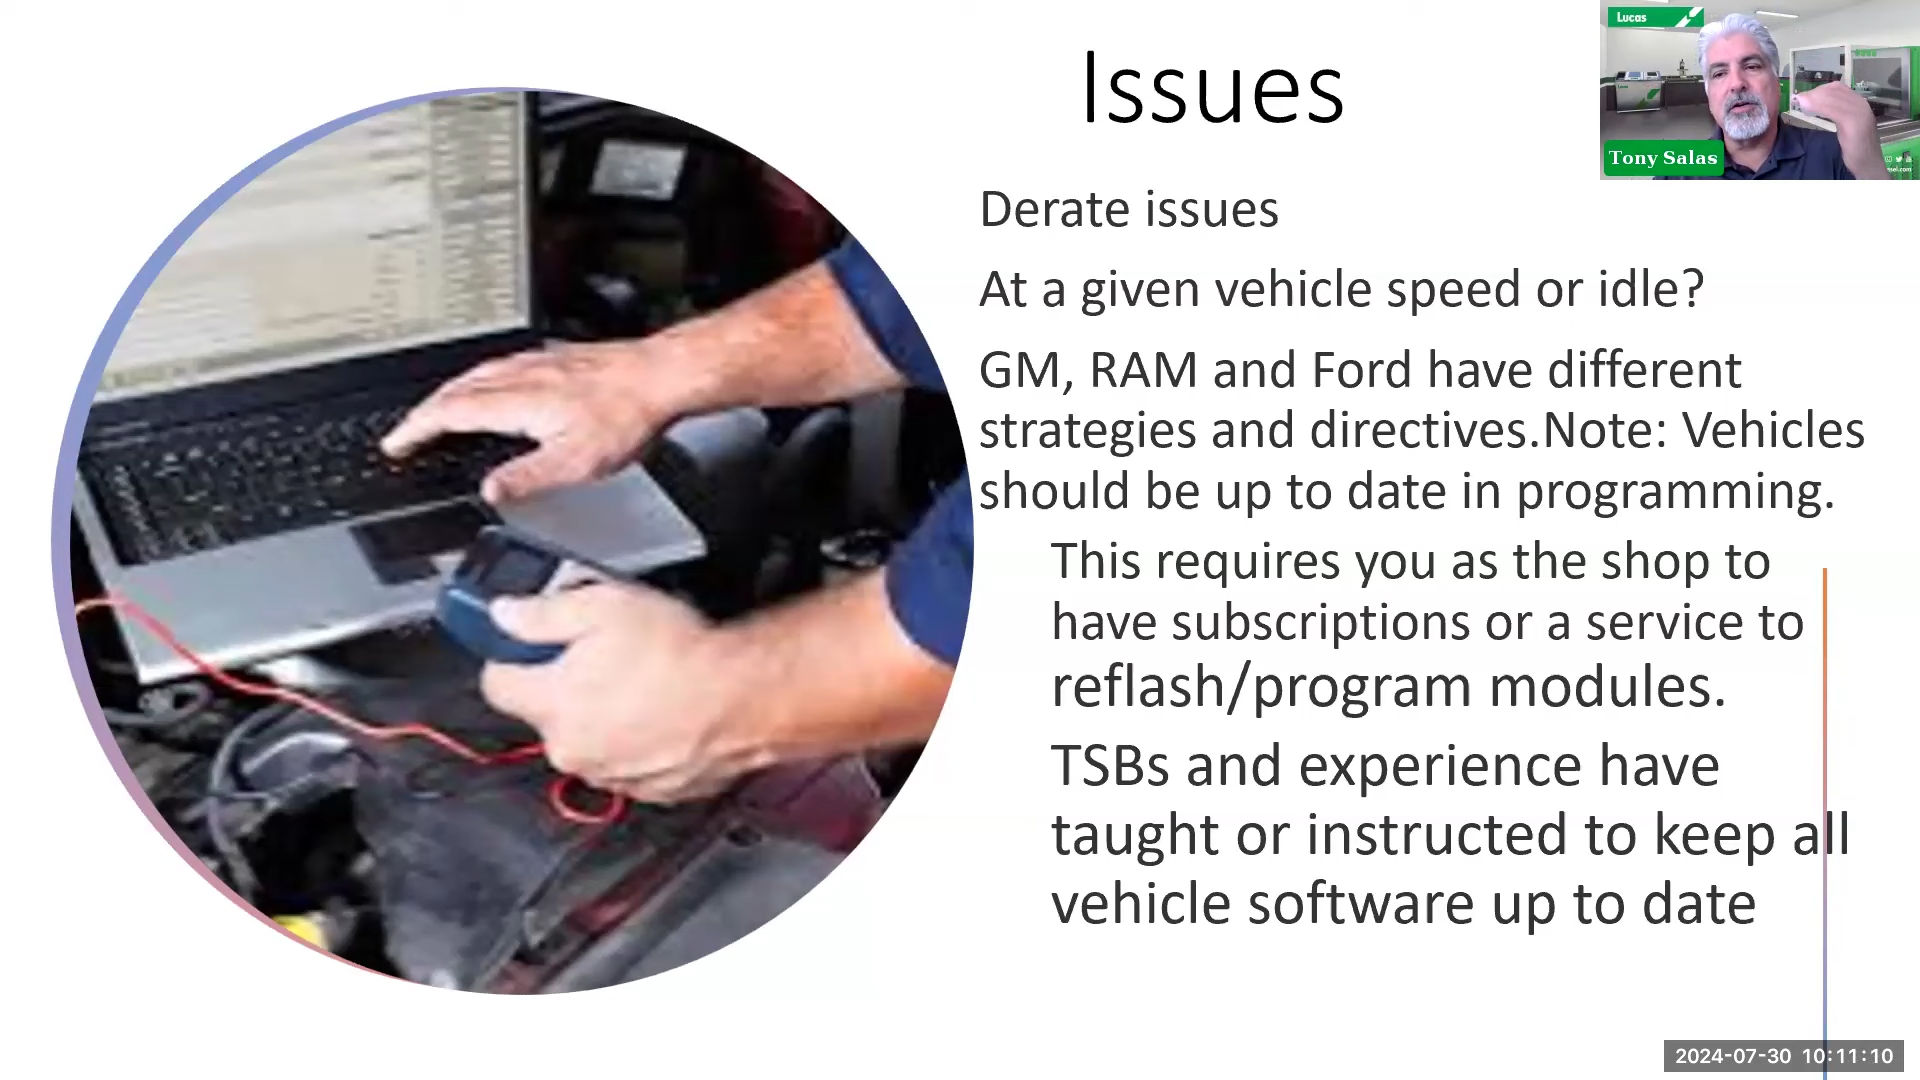 Issues
Lucas
Tony Salas
Derate issues
At a given vehicle speed or idle?
GM, RAM and Ford have different
strategies and directives.Note: Vehicles
should be up to date in programming.
This requires you as the shop to
have subscriptions or a service to
reflash/program modules.
TSBs and experience have
taught or instructed to keep all
vehicle software up to date
2024-07-30 10:11:10